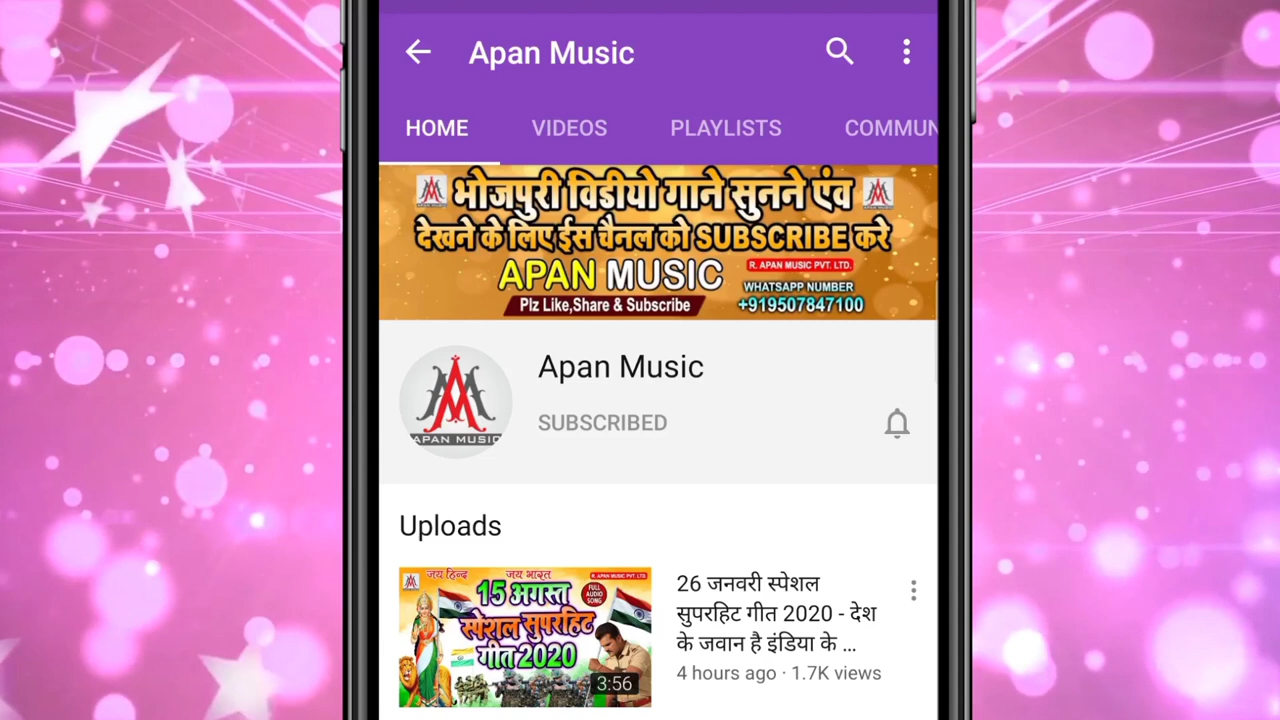 Apan Music
HOME VIDEOS PLAYLISTS COMMUN
भोजपुरी विडीयो गाने सुनने एंव
देखने के लिए ईस चैनल को SUBSCRIBE करे
APAN MUSIC
R. APAN MUSIC PVT. LTD.
WHATSAPP NUMBER
Plz Like,Share & Subscribe
+919507847100
Apan Music
SUBSCRIBED
APAN MUSIC
Uploads
जय हिन्द जय भारत
R. APAN MUSIC PVT. LTD
15 अगस्त
FULL
AUDIO
SONG
स्पेशल सुपरहिट
गीत 2020
3:56
26 जनवरी स्पेशल
सुपरहिट गीत 2020 - देश
के जवान है इंडिया के ...
4 hours ago · 1.7K views